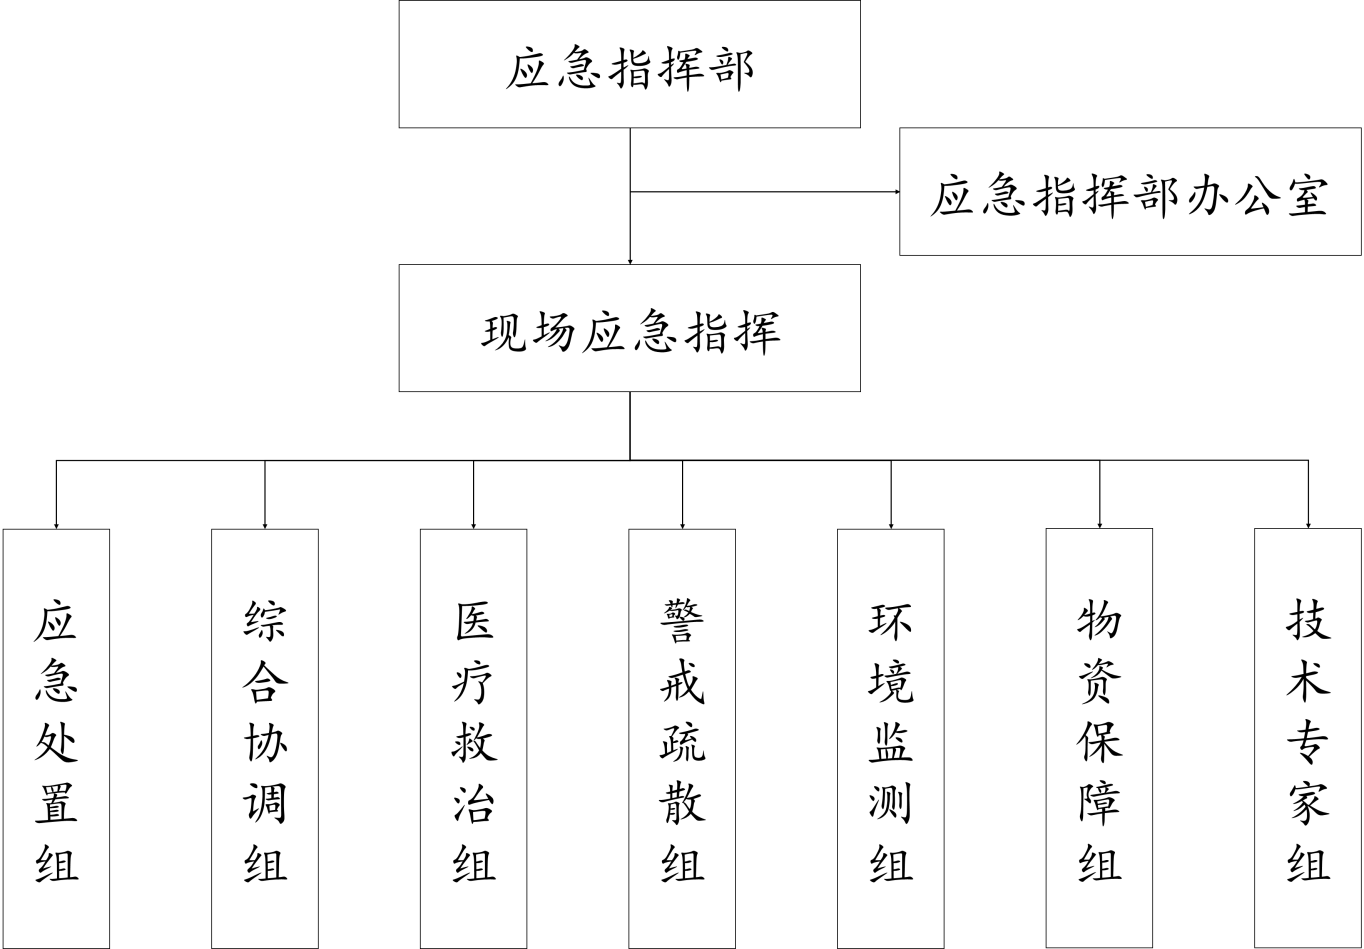 应急指挥部
应急指挥部办公室
现场应急指挥
应急处置组
综合协调组
医疗救治组
警戒疏散组
环境监测组
物资保障组
技术专家组